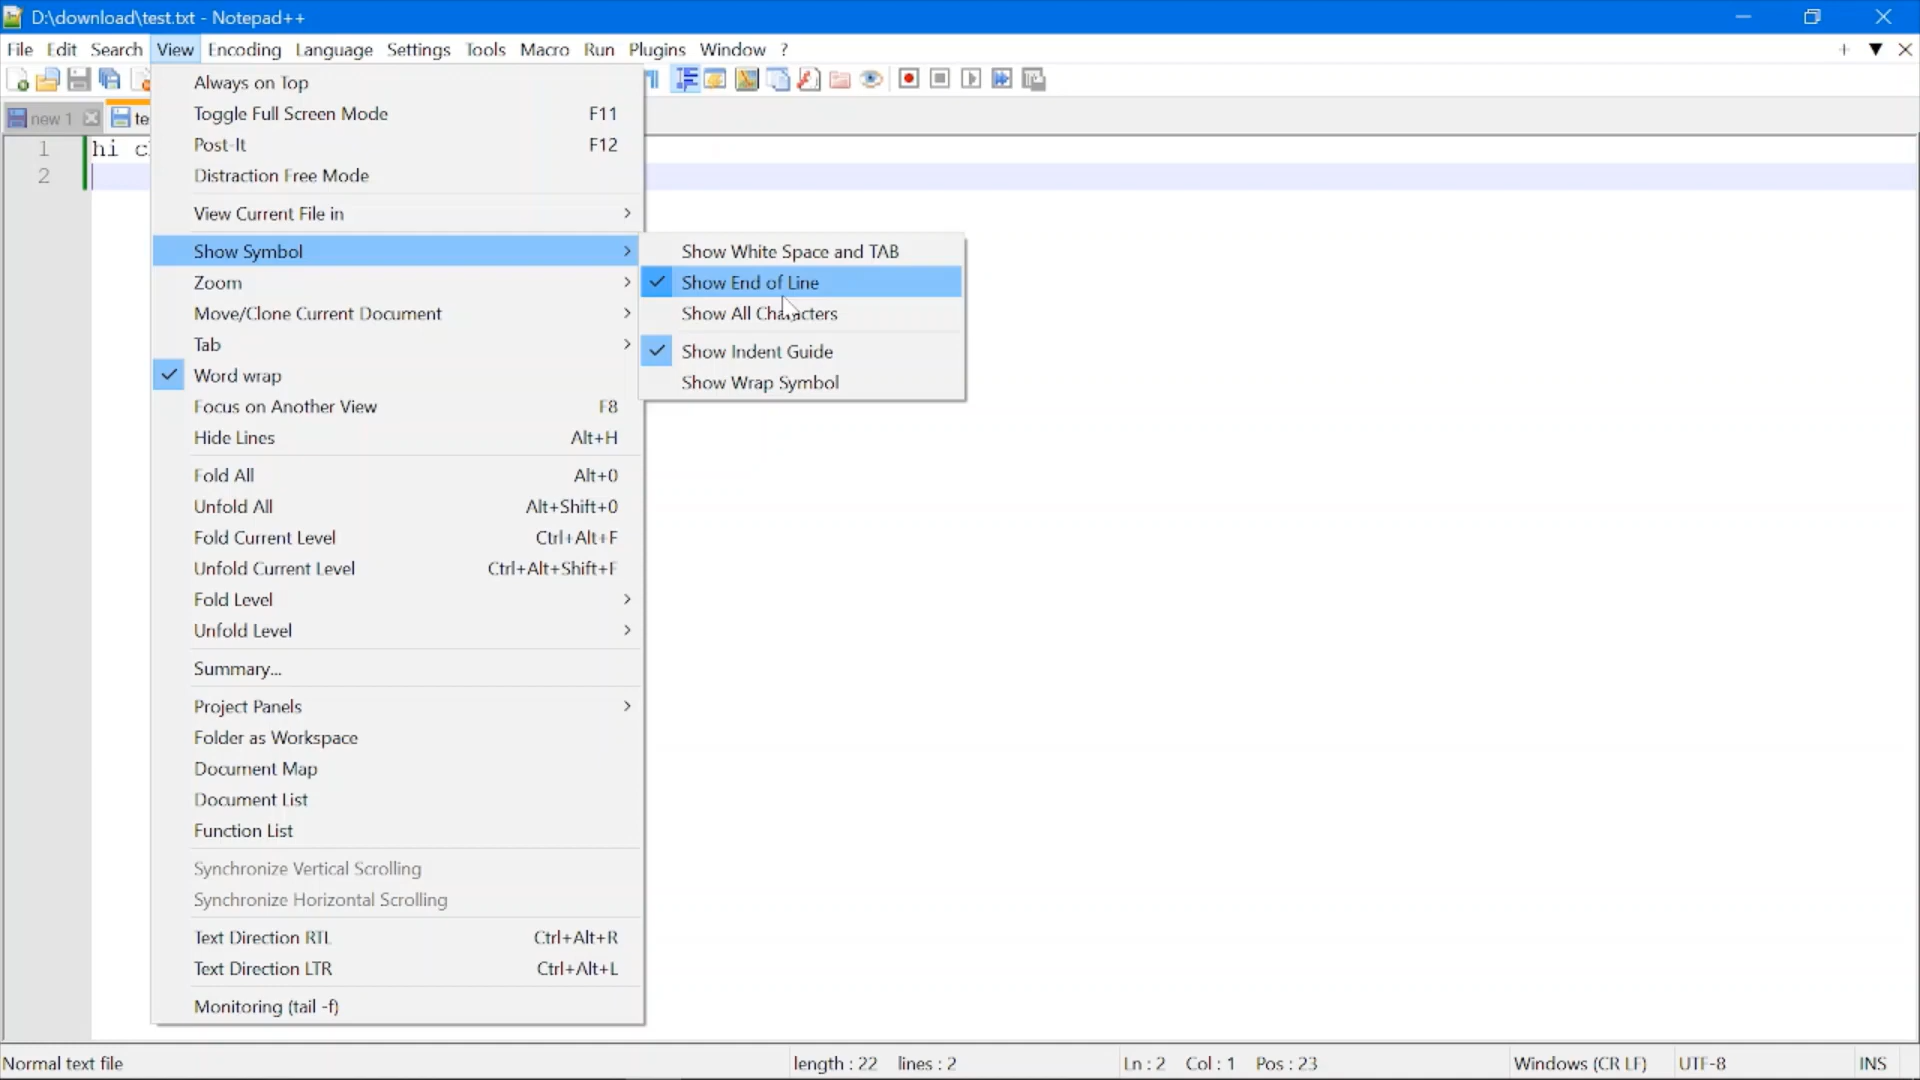 D:\download\test.txt - Notepad++
File Edit Search View Encoding Language Settings Tools Macro Run Plugins Window ?
new 1
1 hi
2
Always on Top
Toggle Full Screen Mode F11
Post-It F12
Distraction Free Mode
View Current File in
Show Symbol
Zoom
Move/Clone Current Document
Tab
Word wrap
Focus on Another View F8
Hide Lines Alt+H
Fold All Alt+0
Unfold All Alt+Shift+0
Fold Current Level Ctrl+Alt+F
Unfold Current Level Ctrl+Alt+Shift+F
Fold Level
Unfold Level
Summary...
Project Panels
Folder as Workspace
Document Map
Document List
Function List
Synchronize Vertical Scrolling
Synchronize Horizontal Scrolling
Text Direction RTL Ctrl+Alt+R
Text Direction LTR Ctrl+Alt+L
Monitoring (tail -f)
Show White Space and TAB
Show End of Line
Show All Characters
Show Indent Guide
Show Wrap Symbol
Normal text file length : 22 lines : 2 Ln : 2 Col : 1 Pos : 23 Windows (CR LF) UTF-8 INS